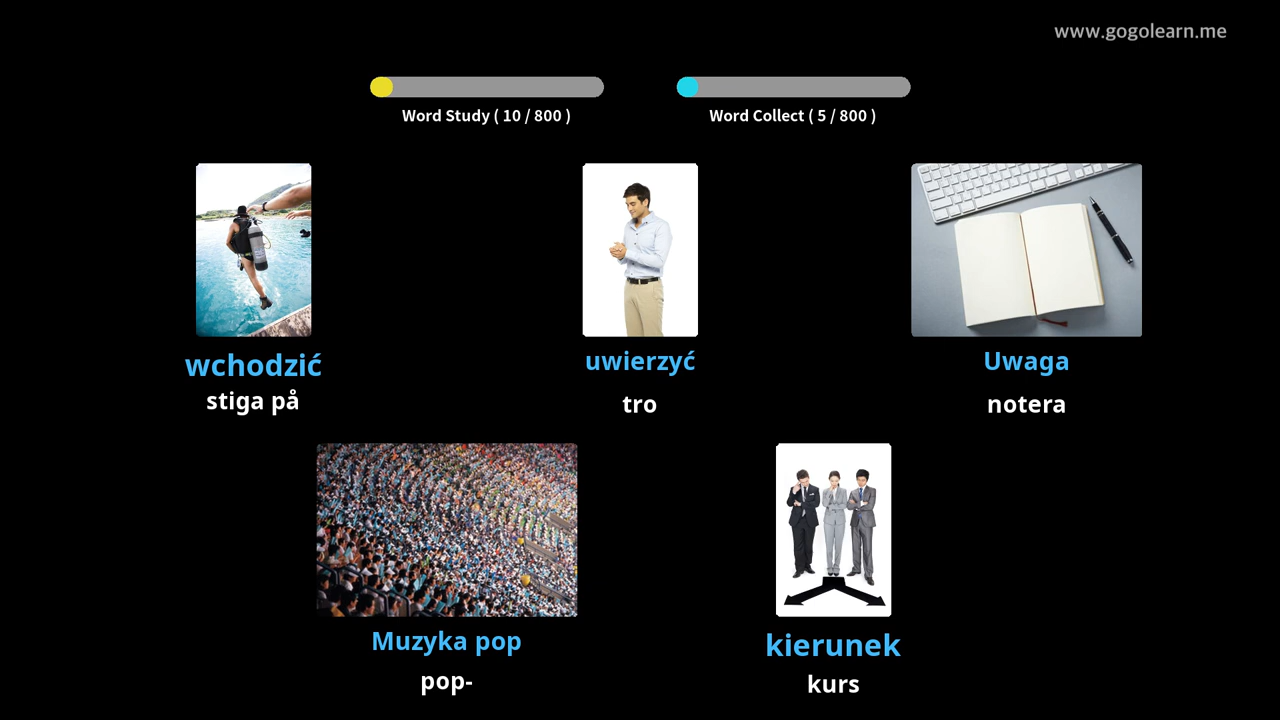 www.gogolearn.me
Word Study ( 10 / 800 )
Word Collect ( 5 / 800 )
wchodzić
stiga på
uwierzyć
tro
Uwaga
notera
Muzyka pop
pop-
kierunek
kurs